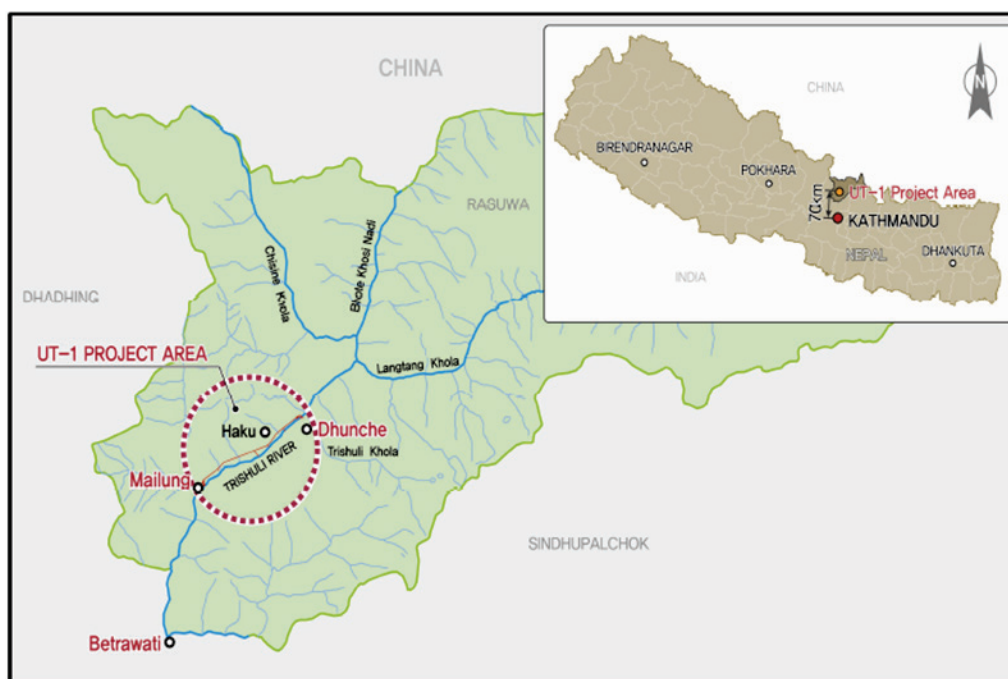 CHINA
RASUWA
DHADHING
Chisine Khola
Bhote Khosi Nadi
UT-1 PROJECT AREA
Langtang Khola
Haku
Dhunche
Trishuli Khola
TRISHULI RIVER
Mailung
SINDHUPALCHOK
Betrawati
N
CHINA
BIRENDRANAGAR
POKHARA
UT-1 Project Area
70km
KATHMANDU
NEPAL
DHANKUTA
INDIA